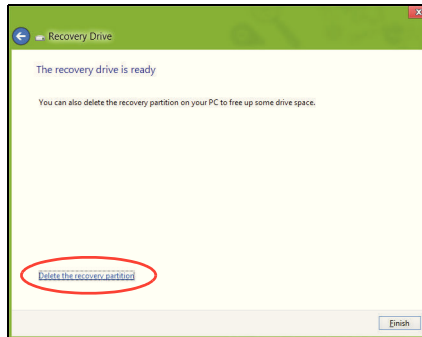 Recovery Drive
The recovery drive is ready
You can also delete the recovery partition on your PC to free up some drive space.
Delete the recovery partition
Finish